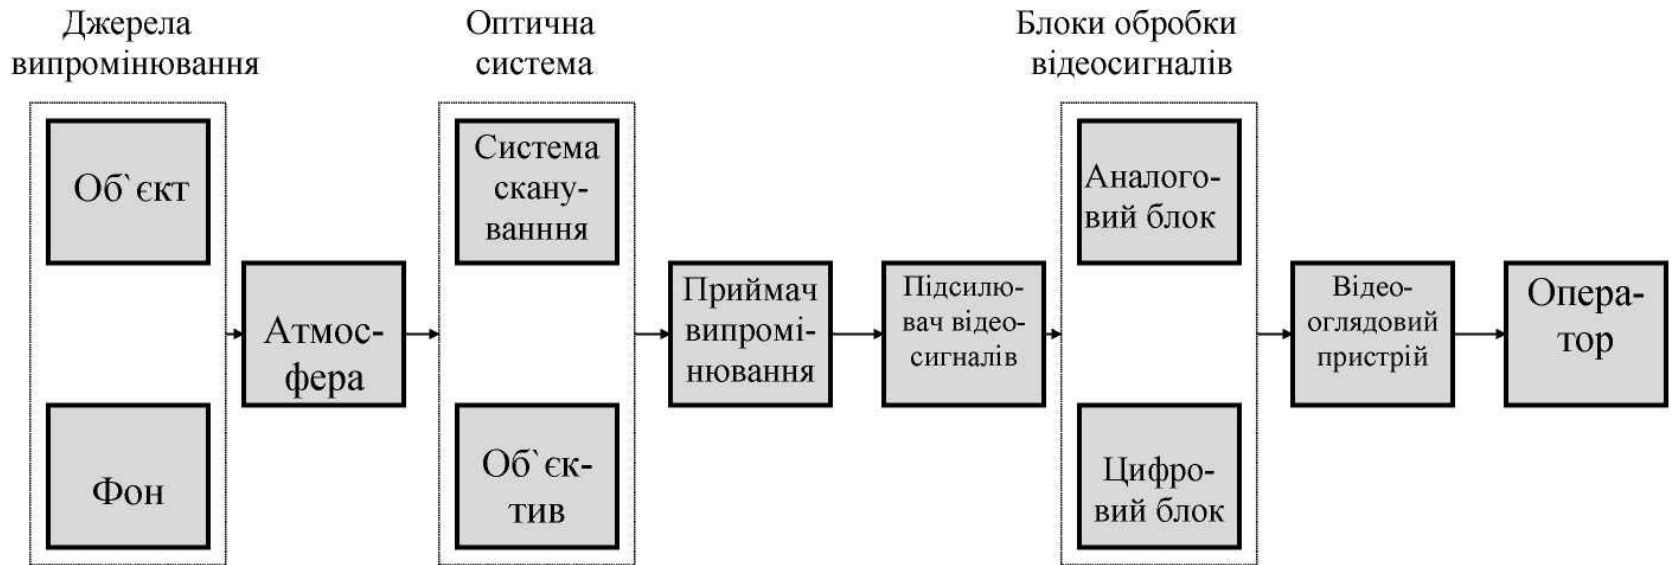 Джерела
випромінювання
Оптична
система
Блоки обробки
відеосигналів
Об`єкт
Фон
Атмос-
фера
Система
скану-
ванння
Об`єк-
тив
Приймач
випромі-
нювання
Підсилю-
вач відео-
сигналів
Аналого-
вий блок
Цифро-
вий блок
Відео-
оглядовий
пристрій
Опера-
тор